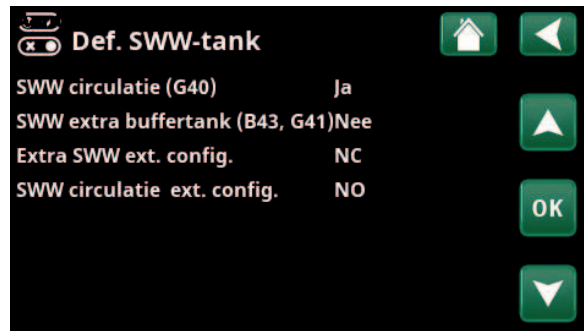 Def. SWW-tank
SWW circulatie (G40) Ja
SWW extra buffertank (B43, G41)Nee
Extra SWW ext. config. NC
SWW circulatie ext. config. NO
OK